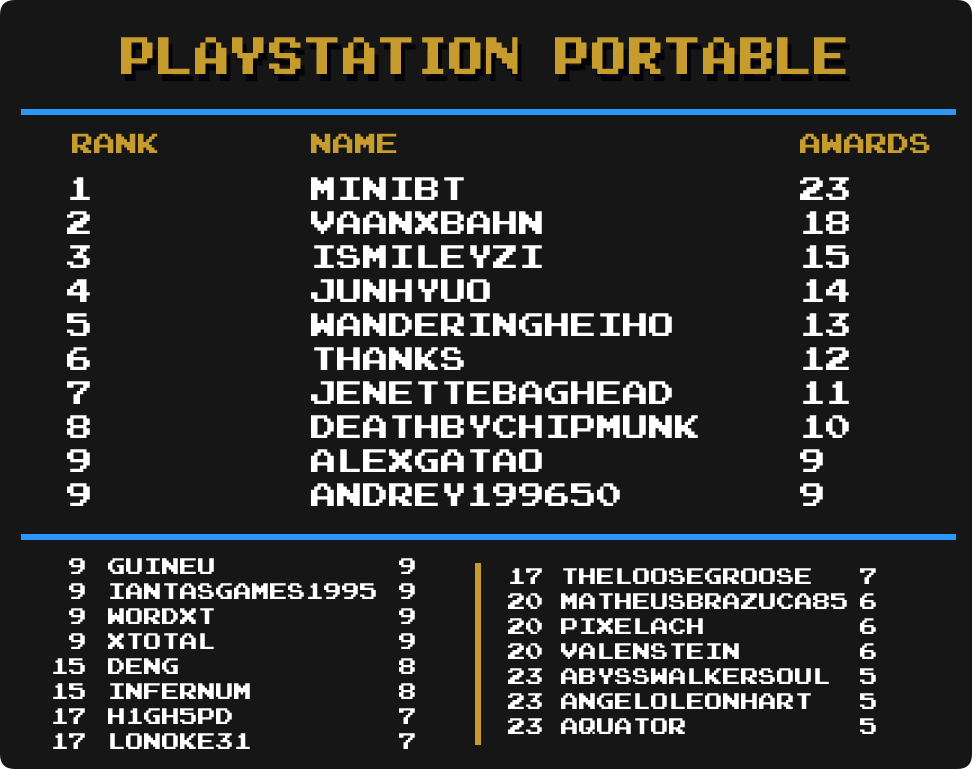 PLAYSTATION PORTABLE
RANK NAME AWARDS
1 MINIBT 23
2 VAANXBAHN 18
3 ISMILEYZI 15
4 JUNHYUO 14
5 WANDERINGHEIHO 13
6 THANKS 12
7 JENETTEBAGHEAD 11
8 DEATHBYCHIPMUNK 10
9 ALEXGATAO 9
9 ANDREY199650 9
9 GUINEU 9
9 IANTASGAMES1995 9
9 WORDXT 9
9 XTOTAL 9
15 DENG 8
15 INFERNUM 8
17 H1GH5PD 7
17 LONOKE31 7
17 THELOOSEGROOSE 7
20 MATHEUSBRAZUCA85 6
20 PIXELACH 6
20 VALENSTEIN 6
23 ABYSSWALKERSOUL 5
23 ANGELOLEONHART 5
23 AQUATOR 5